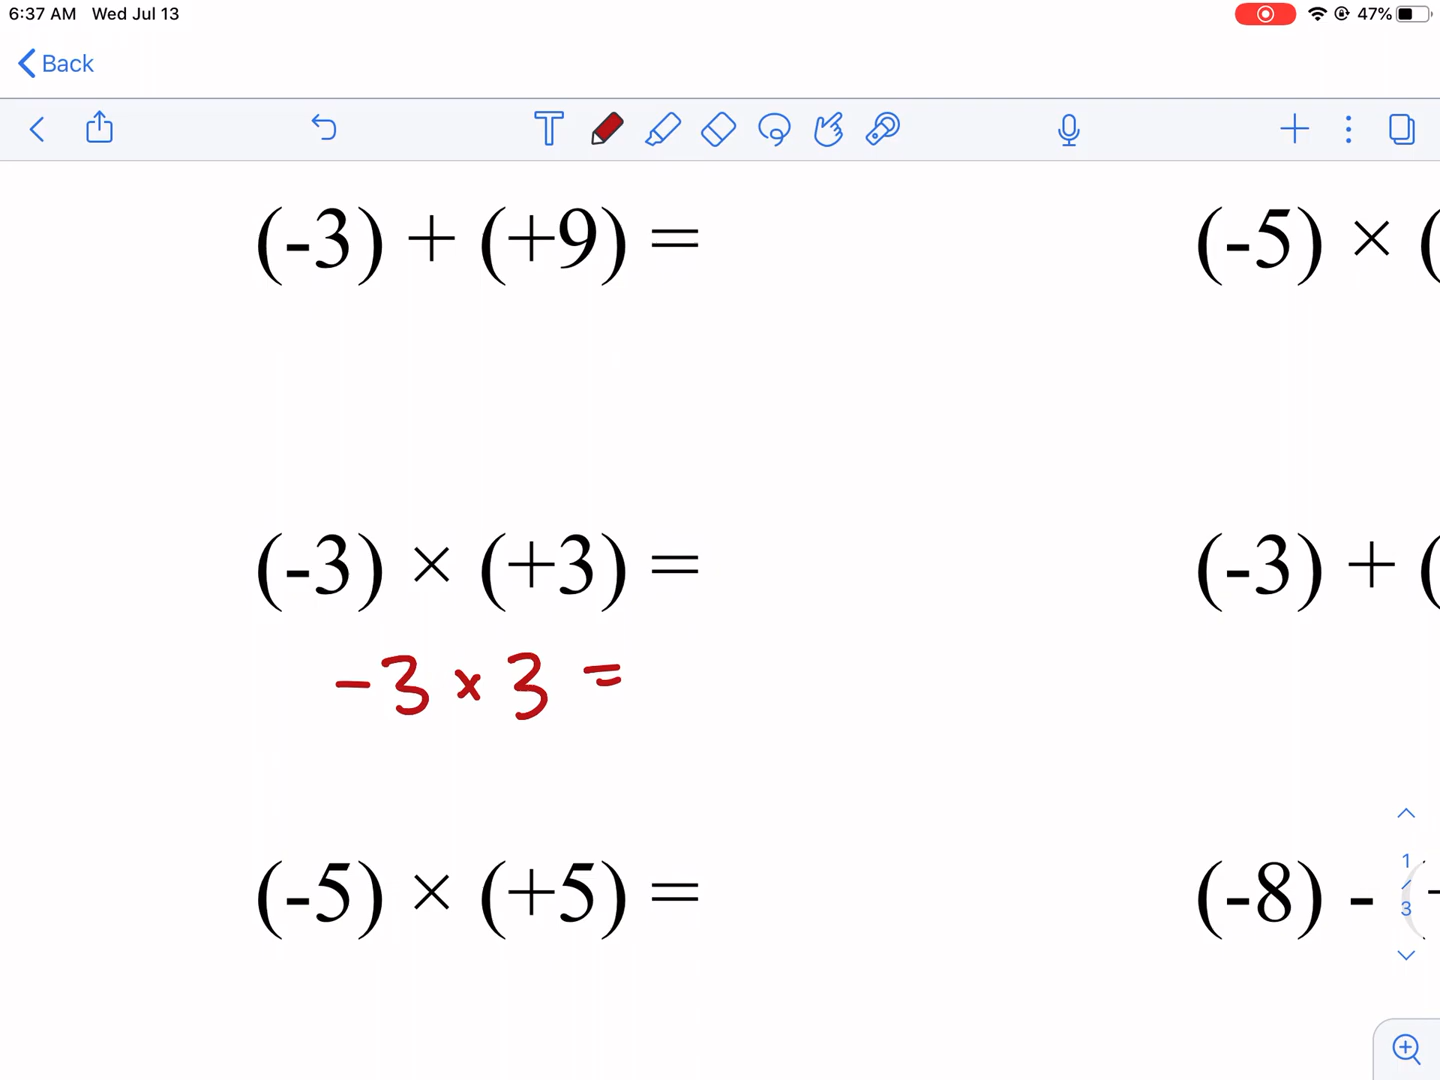 6:37 AM Wed Jul 13 47%
Back
T
(-3) + (+9) = (-5) × (
(-3) × (+3) = (-3) + (
-3 × 3 =
1
/
3
(-5) × (+5) = (-8) - (